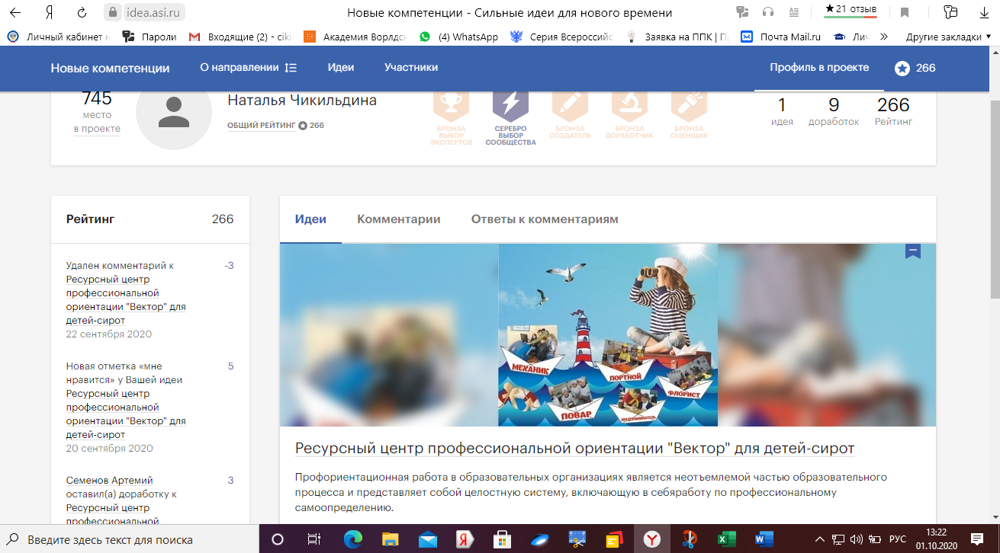 idea.asi.ru
Новые компетенции - Сильные идеи для нового времени
★ 21 отзыв
Личный кабинет н
Пароли
Входящие (2) - cik
Академия Ворлдс
(4) WhatsApp
Серия Всероссийс
Заявка на ППК | П
Почта Mail.ru
Лич
Другие закладки
Новые компетенции
О направлении
Идеи
Участники
Профиль в проекте
266
745
место
в проекте
Наталья Чикильдина
ОБЩИЙ РЕЙТИНГ 266
БРОНЗА
ВЫБОР
ЭКСПЕРТОВ
СЕРЕБРО
ВЫБОР
СООБЩЕСТВА
БРОНЗА
СОЗДАТЕЛЬ
БРОНЗА
ДОРАБОТЧИК
БРОНЗА
ОЦЕНЩИК
1
идея
9
доработок
266
Рейтинг
Рейтинг 266
Удален комментарий к -3
Ресурсный центр
профессиональной
ориентации "Вектор" для
детей-сирот
22 сентября 2020
Новая отметка «мне 5
нравится» у Вашей идеи
Ресурсный центр
профессиональной
ориентации "Вектор" для
детей-сирот
20 сентября 2020
Семенов Артемий 3
оставил(а) доработку к
Ресурсный центр
профессиональной
Идеи
Комментарии
Ответы к комментариям
МЕХАНИК
ПОРТНОЙ
ФЛОРИСТ
ПОВАР
ПРЕДПРИНИМАТЕЛЬ
Ресурсный центр профессиональной ориентации "Вектор" для детей-сирот
Профориентационная работа в образовательных организациях является неотъемлемой частью образовательного
процесса и представляет собой целостную систему, включающую в себяработу по профессиональному
самоопределению.
Введите здесь текст для поиска
РУС
13:22
01.10.2020